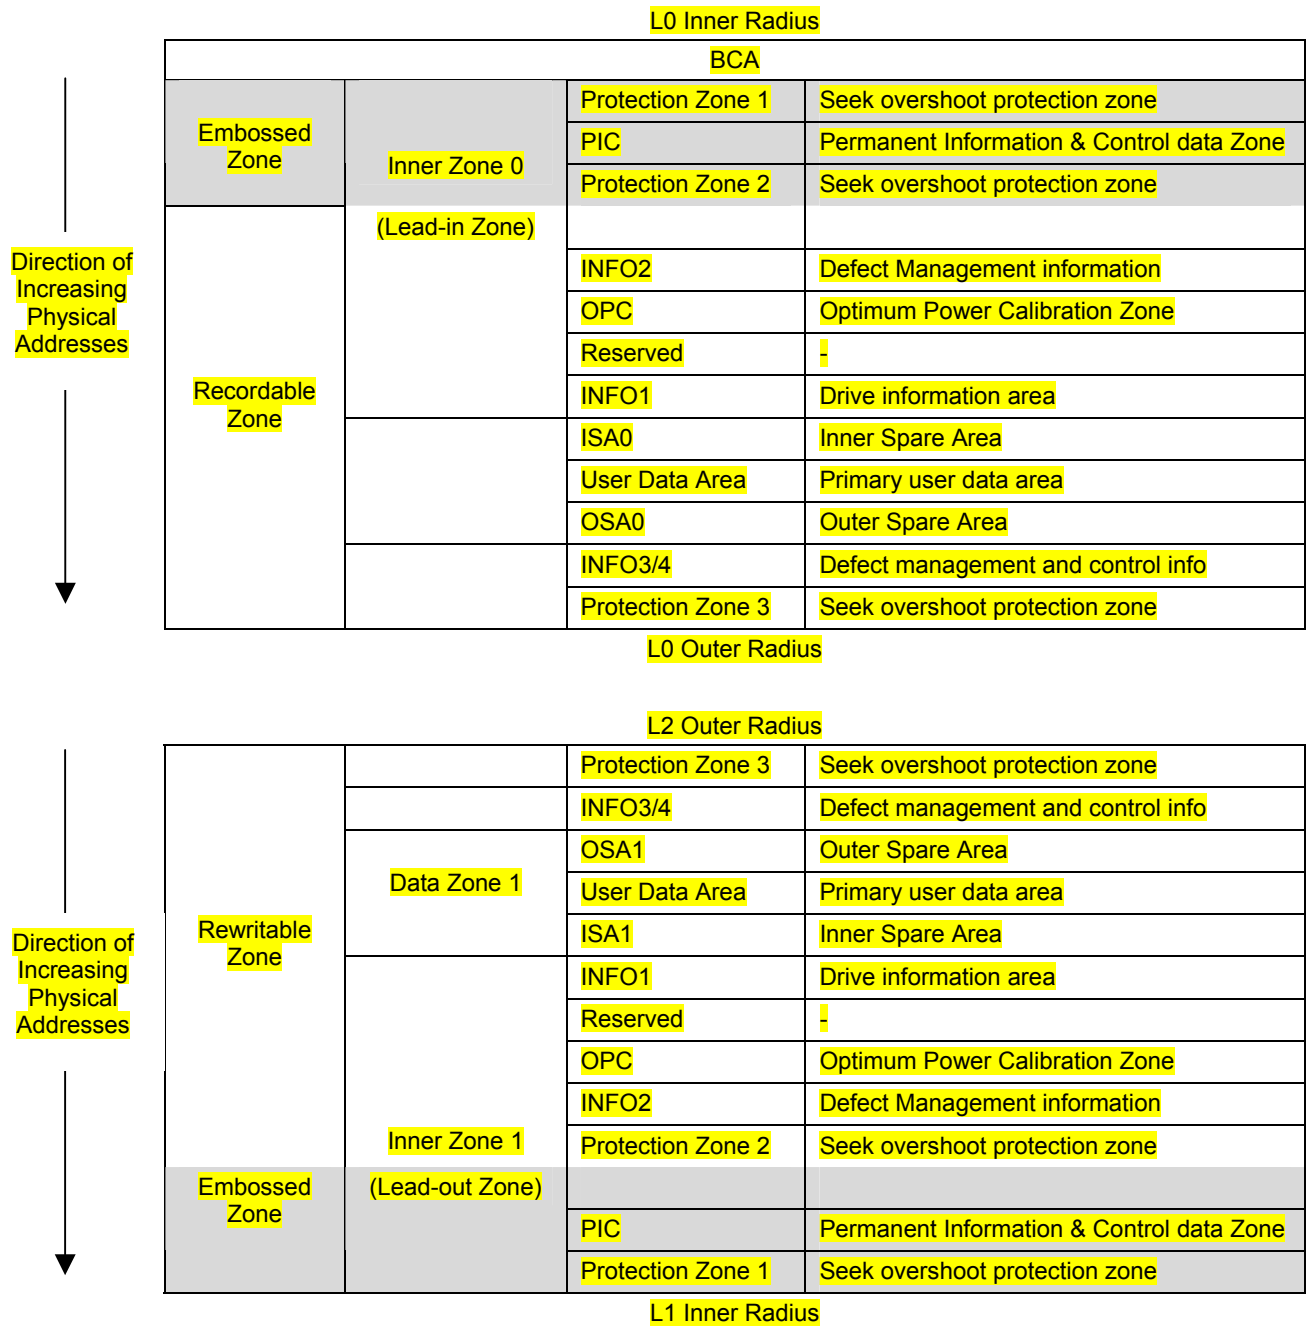 L0 Inner Radius
BCA
Protection Zone 1 Seek overshoot protection zone
Embossed
Zone
Inner Zone 0
PIC Permanent Information & Control data Zone
Protection Zone 2 Seek overshoot protection zone
(Lead-in Zone)
Direction of
Increasing
Physical
Addresses
INFO2 Defect Management information
OPC Optimum Power Calibration Zone
Reserved -
Recordable
Zone
INFO1 Drive information area
ISA0 Inner Spare Area
User Data Area Primary user data area
OSA0 Outer Spare Area
INFO3/4 Defect management and control info
Protection Zone 3 Seek overshoot protection zone
L0 Outer Radius
L2 Outer Radius
Protection Zone 3 Seek overshoot protection zone
INFO3/4 Defect management and control info
OSA1 Outer Spare Area
Data Zone 1
User Data Area Primary user data area
Rewritable
Zone
ISA1 Inner Spare Area
Direction of
Increasing
Physical
Addresses
INFO1 Drive information area
Reserved -
OPC Optimum Power Calibration Zone
INFO2 Defect Management information
Inner Zone 1
Protection Zone 2 Seek overshoot protection zone
Embossed
Zone
(Lead-out Zone)
PIC Permanent Information & Control data Zone
Protection Zone 1 Seek overshoot protection zone
L1 Inner Radius